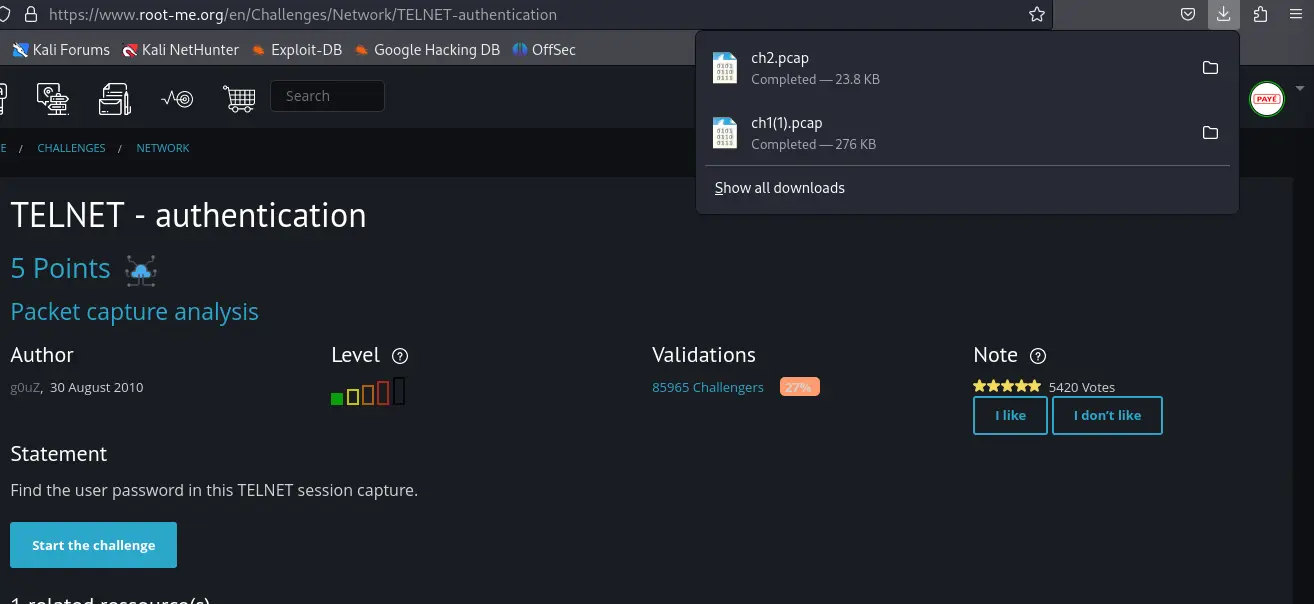 https://www.root-me.org/en/Challenges/Network/TELNET-authentication
Kali Forums Kali NetHunter Exploit-DB Google Hacking DB OffSec
ch2.pcap
Completed — 23.8 KB
ch1(1).pcap
Completed — 276 KB
Show all downloads
Search
PAYÉ
E / CHALLENGES / NETWORK
TELNET - authentication
5 Points
Packet capture analysis
Author Level Validations Note
g0uZ, 30 August 2010 85965 Challengers 27% 5420 Votes
I like I don't like
Statement
Find the user password in this TELNET session capture.
Start the challenge
1 related ressource(s)